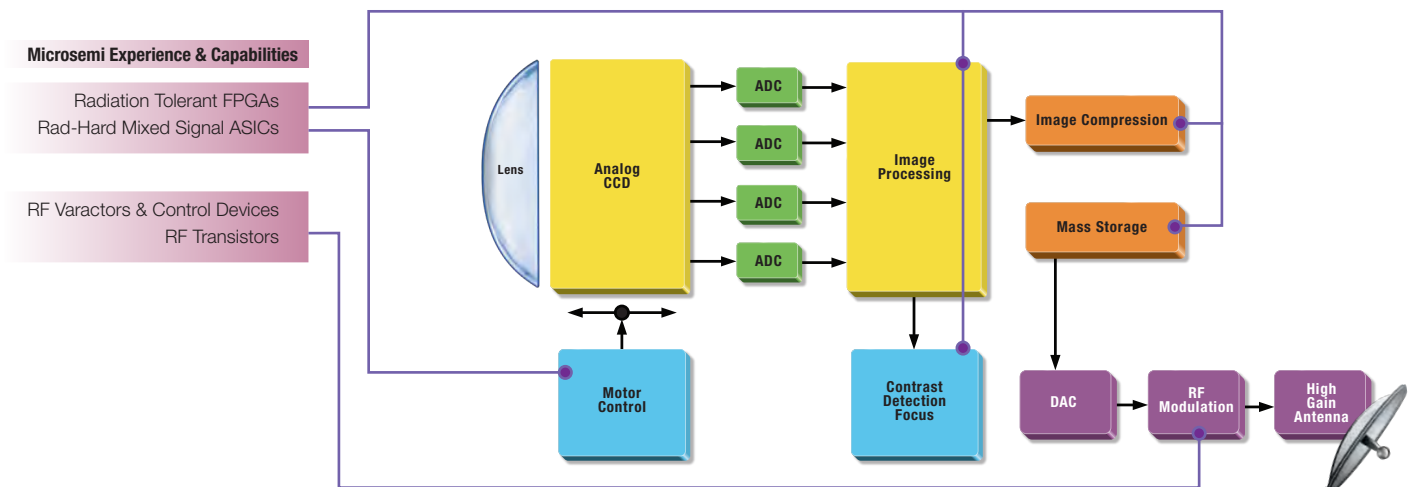 Microsemi Experience & Capabilities
Radiation Tolerant FPGAs
Rad-Hard Mixed Signal ASICs
RF Varactors & Control Devices
RF Transistors
Lens
Analog
CCD
ADC
ADC
ADC
ADC
Image
Processing
Image Compression
Mass Storage
Motor
Control
Contrast
Detection
Focus
DAC
RF
Modulation
High
Gain
Antenna